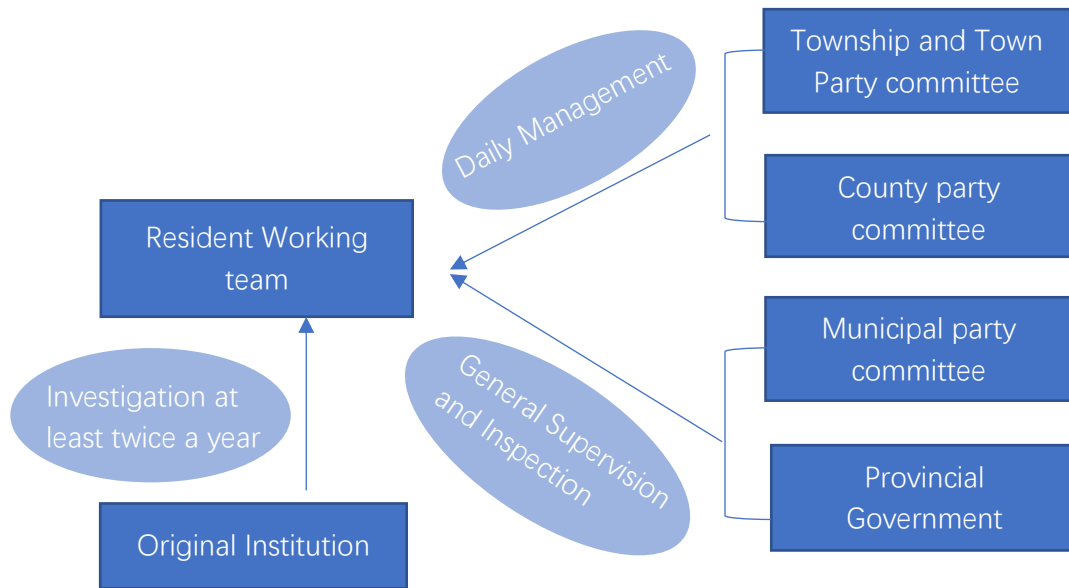 Township and Town
Party committee
Daily Management
County party
committee
Resident Working
team
Municipal party
committee
General Supervision
and Inspection
Investigation at
least twice a year
Provincial
Government
Original Institution